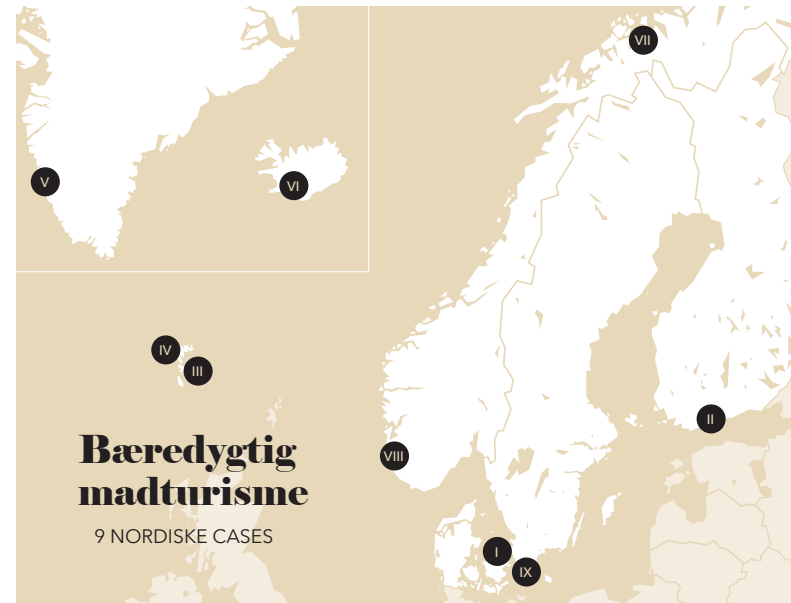 VII
V
VI
IV
III
II
VIII
Bæredygtig
madturisme
9 NORDISKE CASES
I
IX